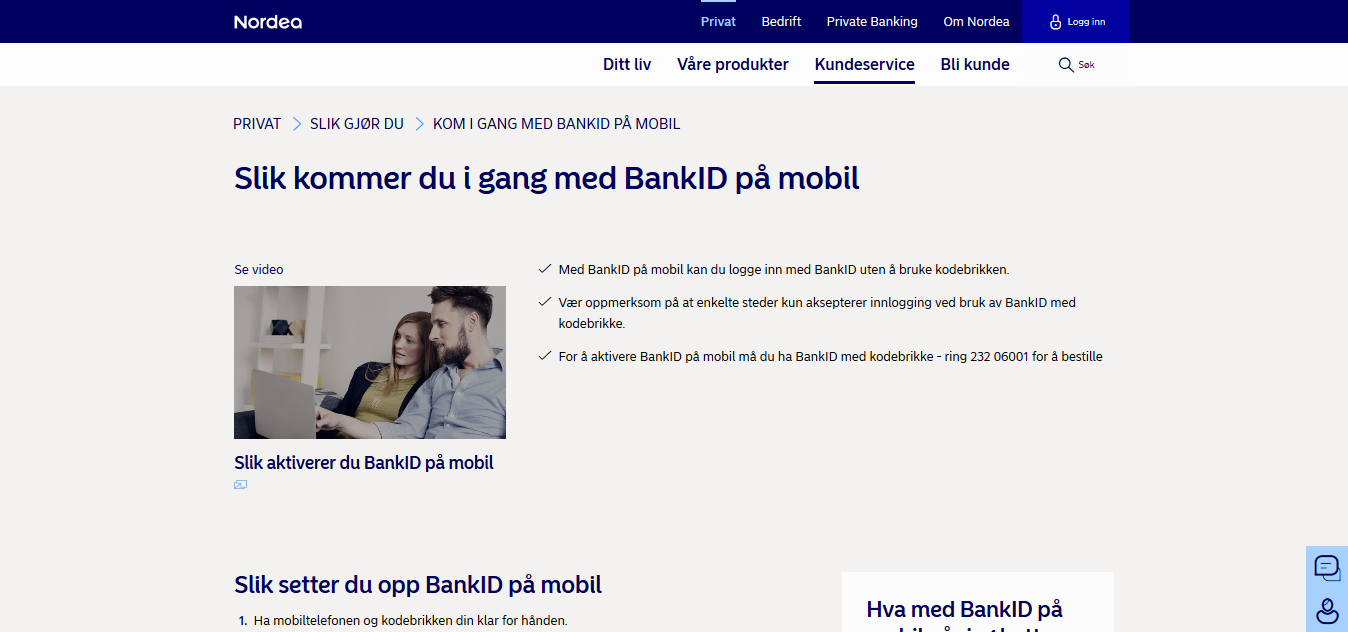 Nordea
Privat
Bedrift
Private Banking
Om Nordea
Logg inn
Ditt liv
Våre produkter
Kundeservice
Bli kunde
Søk
PRIVAT
SLIK GJØR DU
KOM I GANG MED BANKID PÅ MOBIL
Slik kommer du i gang med BankID på mobil
Se video
Slik aktiverer du BankID på mobil
Med BankID på mobil kan du logge inn med BankID uten å bruke kodebrikken.
Vær oppmerksom på at enkelte steder kun aksepterer innlogging ved bruk av BankID med
kodebrikke.
For å aktivere BankID på mobil må du ha BankID med kodebrikke - ring 232 06001 for å bestille
Slik setter du opp BankID på mobil
1. Ha mobiltelefonen og kodebrikken din klar for hånden.
Hva med BankID på